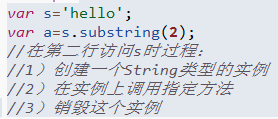 var s='hello';
var a=s.substring(2);
//在第二行访问s时过程：
//1）创建一个String类型的实例
//2）在实例上调用指定方法
//3）销毁这个实例